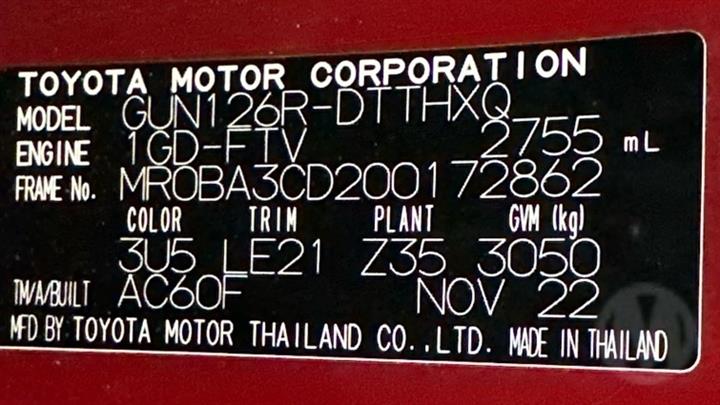 TOYOTA MOTOR CORPORATION
MODEL GUN126R-DTTHXQ
ENGINE 1GD-FTV 2755 mL
FRAME No. MR0BA3CD200172862
COLOR TRIM PLANT GVM (kg)
3U5 LE21 Z35 3050
TM/A/BUILT AC60F NOV 22
MFD BY TOYOTA MOTOR THAILAND CO.,LTD. MADE IN THAILAND